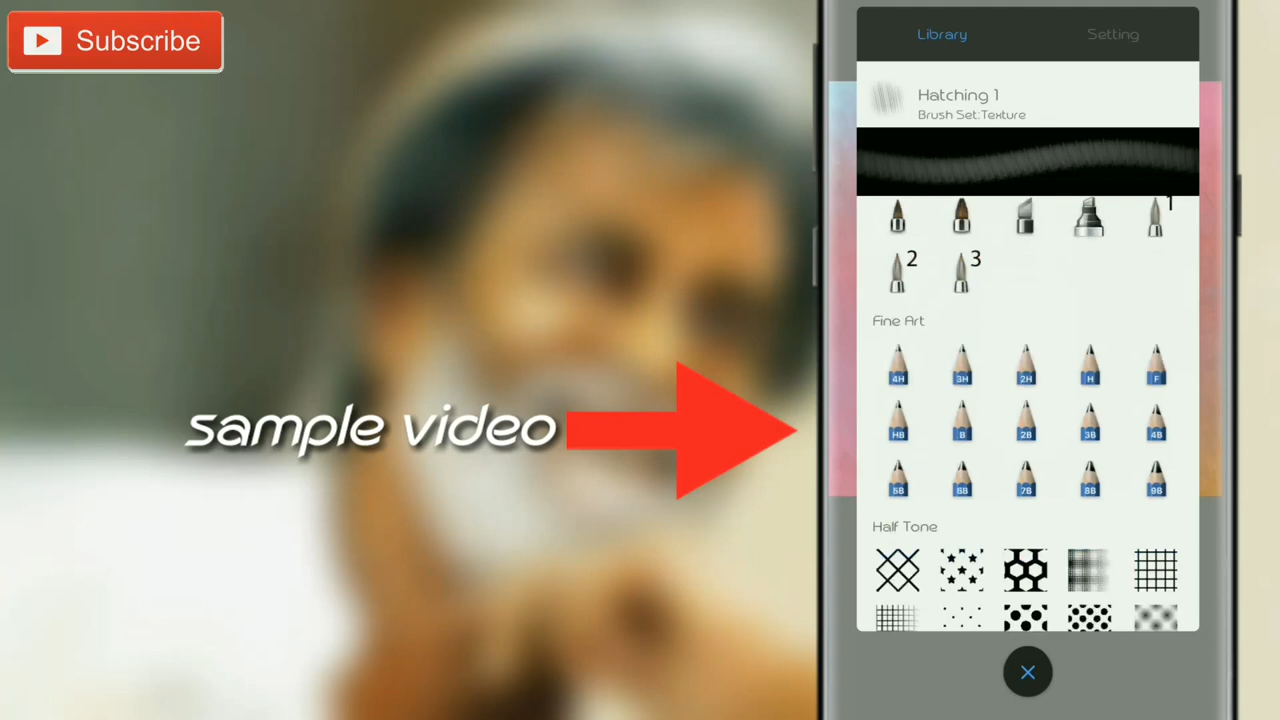 Subscribe
sample video
Library
Setting
Hatching 1
Brush Set:Texture
1
2
3
Fine Art
4H
3H
2H
H
F
HB
B
2B
3B
4B
5B
6B
7B
8B
9B
Half Tone